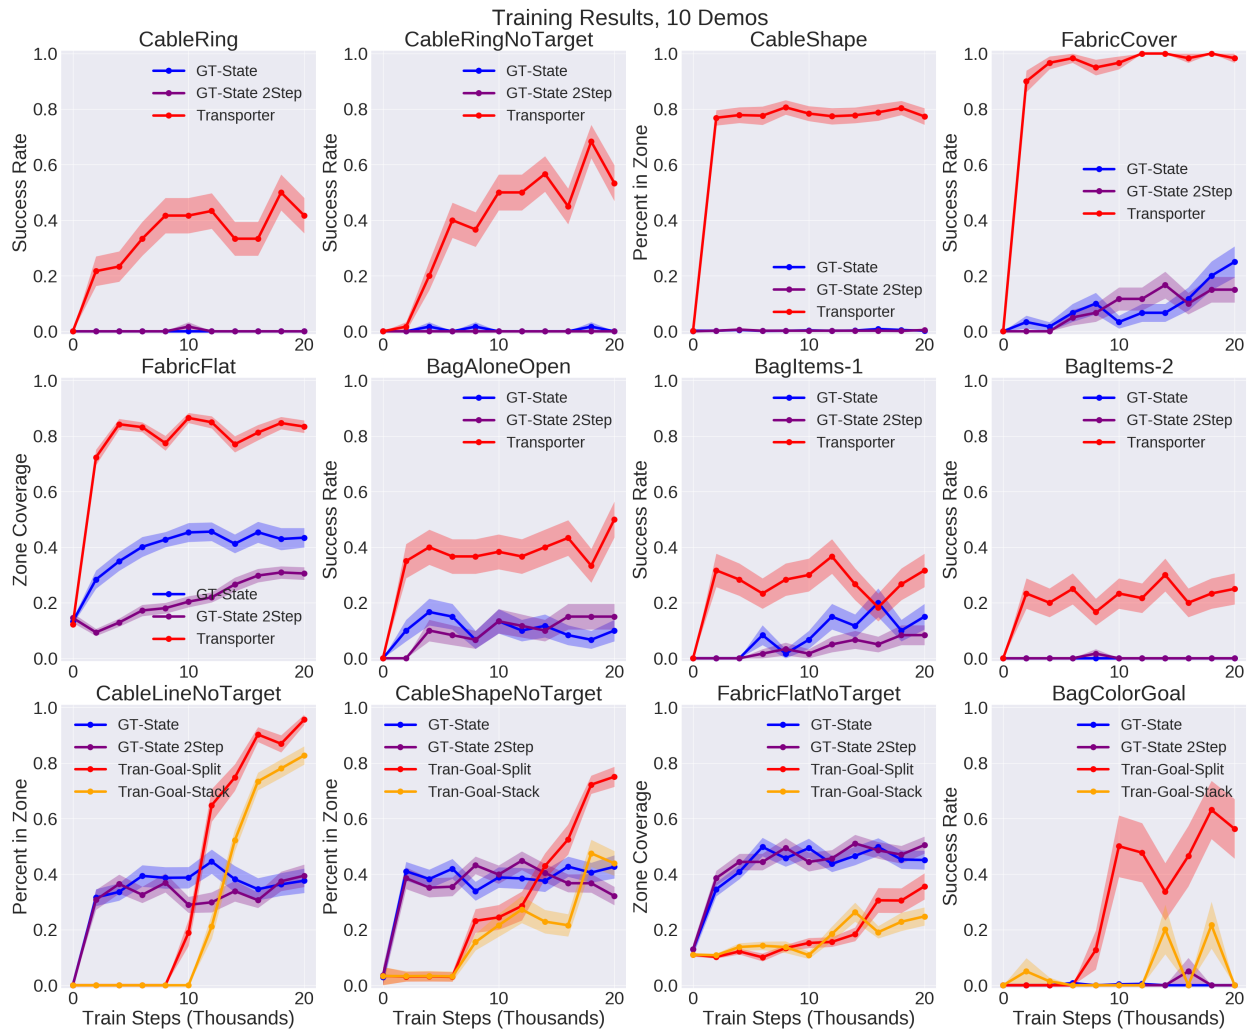 Training Results, 10 Demos
CableRing
CableRingNoTarget
CableShape
FabricCover
Success Rate
1.0
0.8
0.6
0.4
0.2
0.0
0
10
20
GT-State
GT-State 2Step
Transporter
Success Rate
1.0
0.8
0.6
0.4
0.2
0.0
0
10
20
GT-State
GT-State 2Step
Transporter
Percent in Zone
1.0
0.8
0.6
0.4
0.2
0.0
0
10
20
GT-State
GT-State 2Step
Transporter
Success Rate
1.0
0.8
0.6
0.4
0.2
0.0
0
10
20
GT-State
GT-State 2Step
Transporter
FabricFlat
BagAloneOpen
BagItems-1
BagItems-2
Zone Coverage
1.0
0.8
0.6
0.4
0.2
0.0
0
10
20
GT-State
GT-State 2Step
Transporter
Success Rate
1.0
0.8
0.6
0.4
0.2
0.0
0
10
20
GT-State
GT-State 2Step
Transporter
Success Rate
1.0
0.8
0.6
0.4
0.2
0.0
0
10
20
GT-State
GT-State 2Step
Transporter
Success Rate
1.0
0.8
0.6
0.4
0.2
0.0
0
10
20
GT-State
GT-State 2Step
Transporter
CableLineNoTarget
CableShapeNoTarget
FabricFlatNoTarget
BagColorGoal
Percent in Zone
1.0
0.8
0.6
0.4
0.2
0.0
0
10
20
GT-State
GT-State 2Step
Tran-Goal-Split
Tran-Goal-Stack
Train Steps (Thousands)
Percent in Zone
1.0
0.8
0.6
0.4
0.2
0.0
0
10
20
GT-State
GT-State 2Step
Tran-Goal-Split
Tran-Goal-Stack
Train Steps (Thousands)
Zone Coverage
1.0
0.8
0.6
0.4
0.2
0.0
0
10
20
GT-State
GT-State 2Step
Tran-Goal-Split
Tran-Goal-Stack
Train Steps (Thousands)
Success Rate
1.0
0.8
0.6
0.4
0.2
0.0
0
10
20
GT-State
GT-State 2Step
Tran-Goal-Split
Tran-Goal-Stack
Train Steps (Thousands)